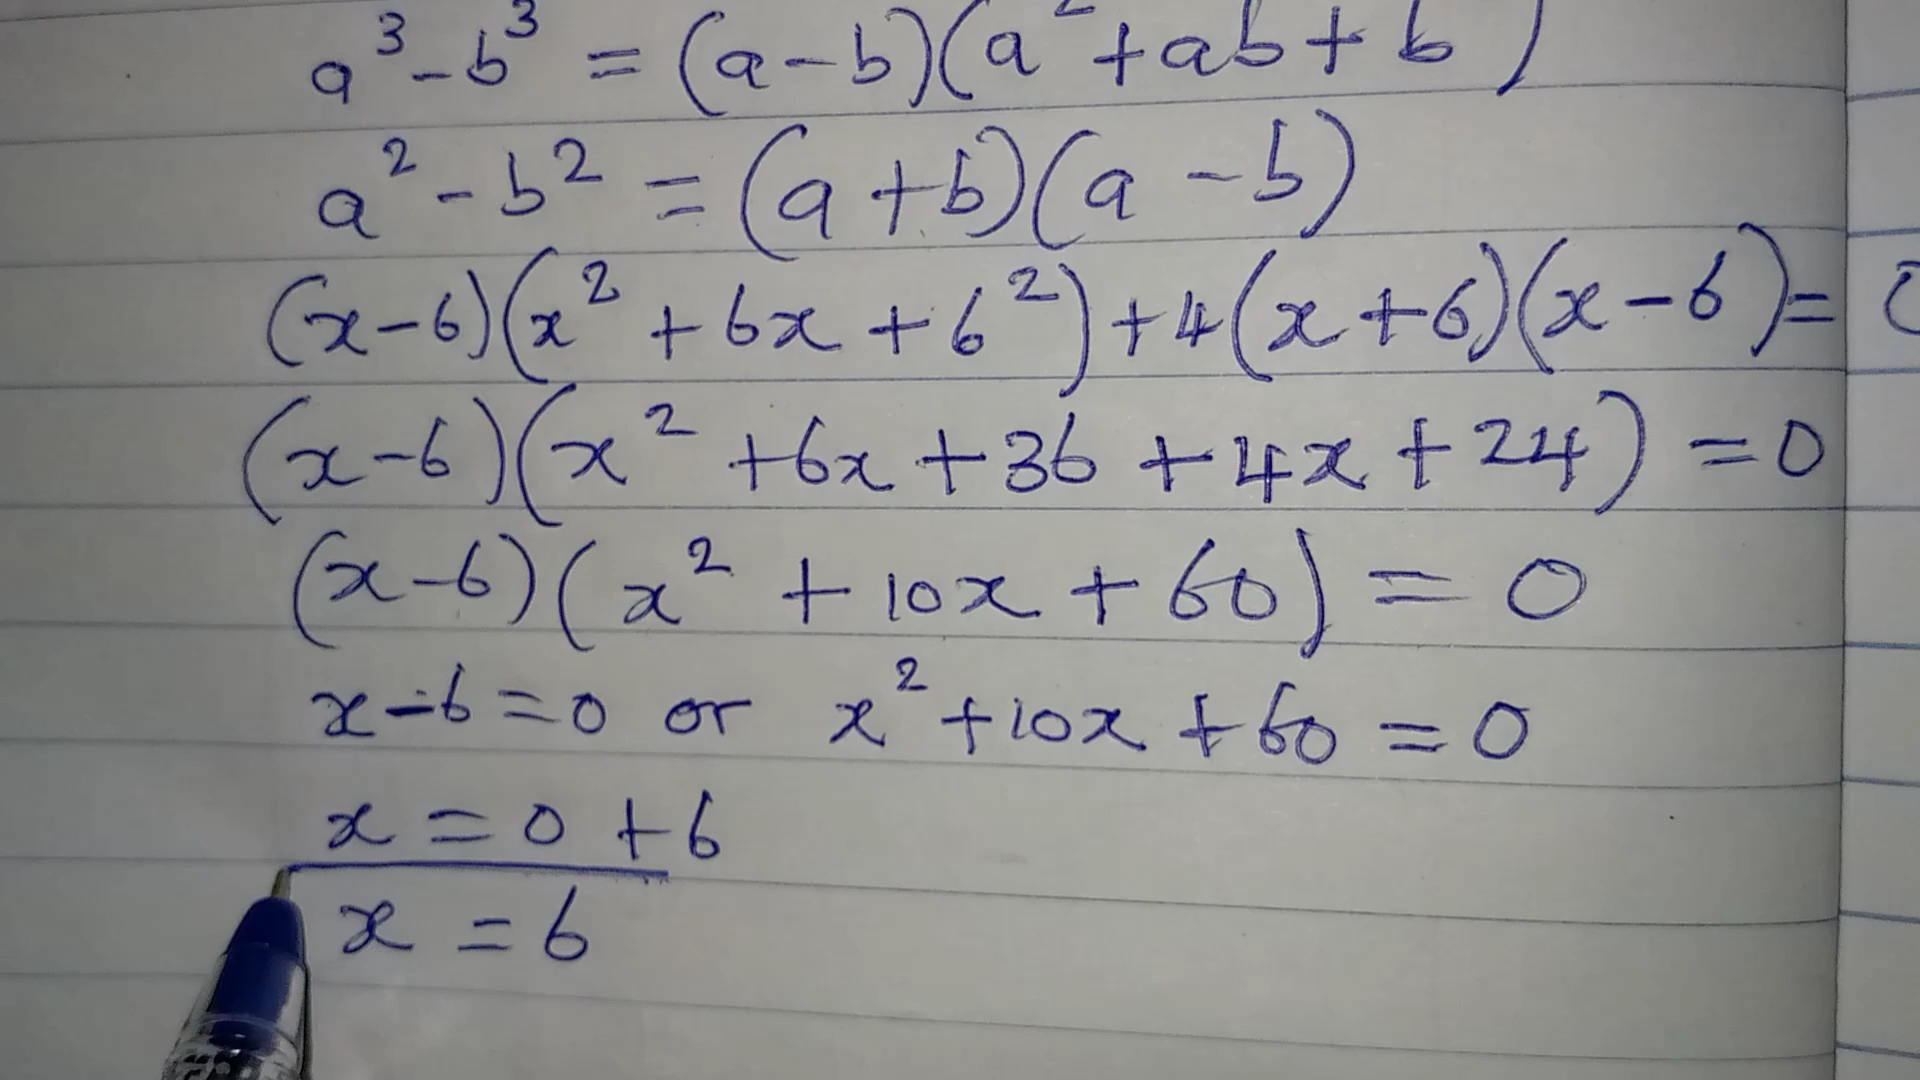 a³ - b³ = (a-b)(a² + ab + b )
a² - b² = (a+b)(a - b)
(x-6)(x² + 6x + 6²) + 4(x+6)(x-6) = 0
(x-6)(x² + 6x + 36 + 4x + 24) = 0
(x-6)(x² + 10x + 60) = 0
x-6=0 or x² + 10x + 60 = 0
x = 0 + 6
x = 6